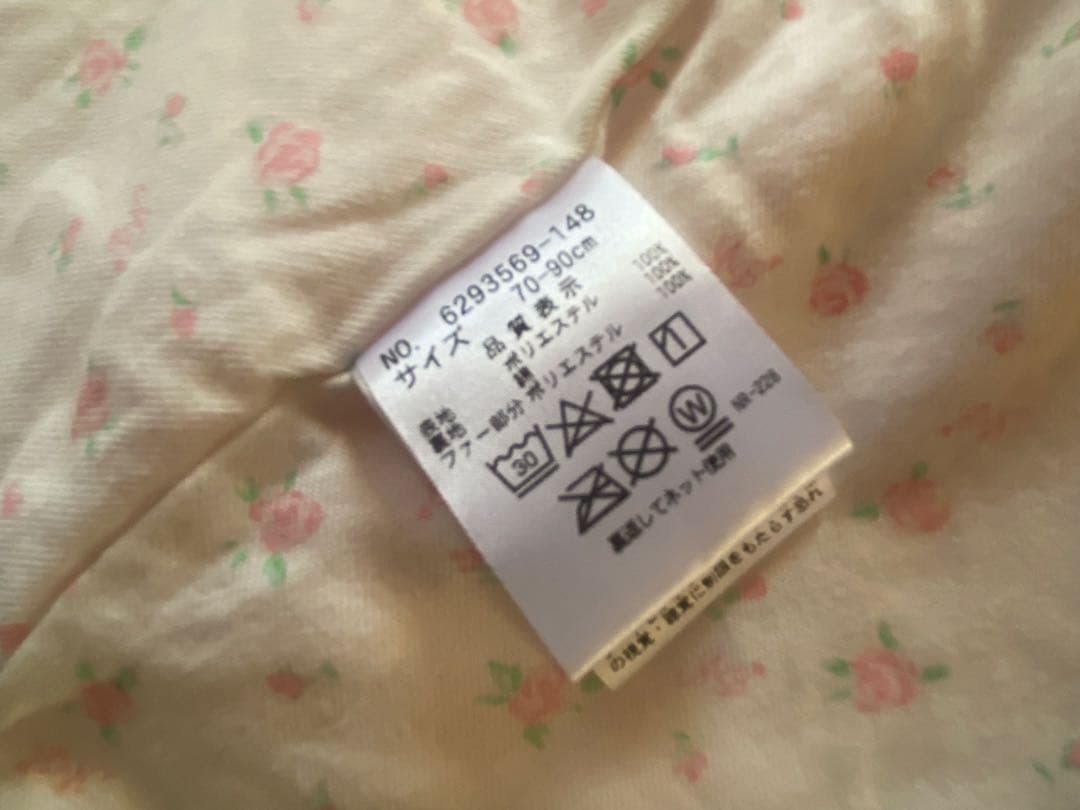 NO. 6293569-148
サイズ 70-90cm
品質表示
表地 ポリエステル 100%
裏地 綿 100%
ファー部分 ポリエステル 100%
30
W
裏返してネット使用